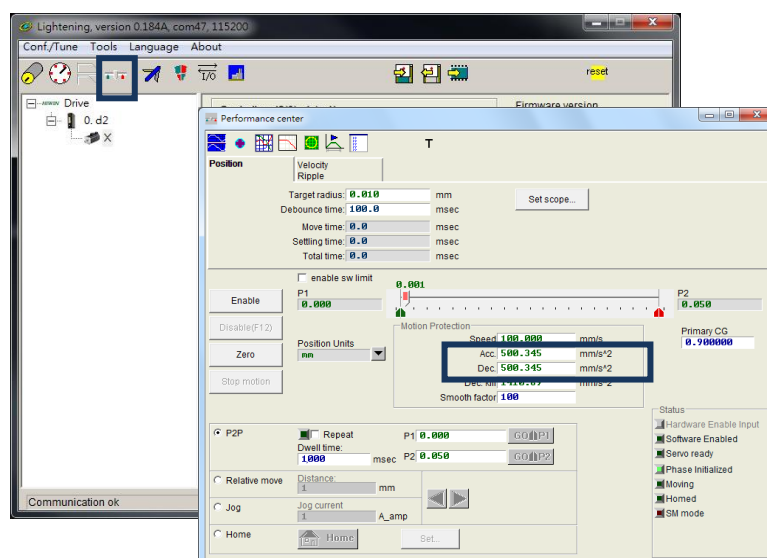 Lightening, version 0.184A, com47, 115200
Conf./Tune Tools Language About
I/O
reset
Drive
0. d2
X
Firmware version
Performance center
T
Position
Velocity
Ripple
Target radius: 0.010 mm
Set scope...
Debounce time: 100.0 msec
Move time: 0.0 msec
Settling time: 0.0 msec
Total time: 0.0 msec
enable sw limit
0.001
Enable
P1
0.000
P2
0.050
Disable(F12)
Motion Protection
Speed 100.000 mm/s
Primary CG
0.900000
Position Units
mm
Zero
Acc. 500.345 mm/s^2
Dec. 500.345 mm/s^2
Stop motion
Dec. kill mm/s^2
Smooth factor 100
Status
Hardware Enable Input
Software Enabled
Servo ready
Phase Initialized
Moving
Homed
SM mode
P2P
Repeat
P1 0.000
GO P1
Dwell time:
1000 msec
P2 0.050
GO P2
Relative move
Distance:
1 mm
Jog
Jog current
1 A_amp
Home
Home
Set...
Communication ok